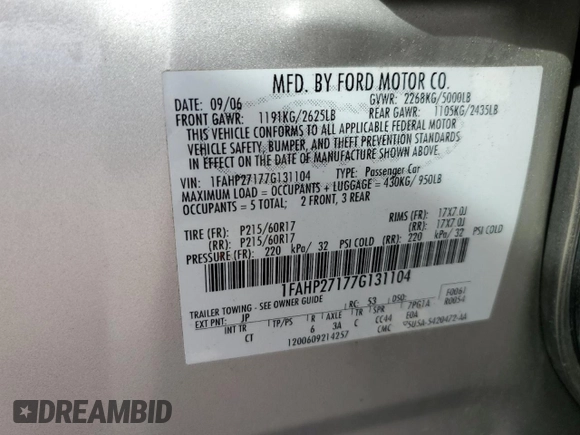 MFD. BY FORD MOTOR CO.
DATE: 09/06 GVWR: 2268KG/5000LB
FRONT GAWR: 1191KG/2625LB REAR GAWR: 1105KG/2435LB
THIS VEHICLE CONFORMS TO ALL APPLICABLE FEDERAL MOTOR
VEHICLE SAFETY, BUMPER, AND THEFT PREVENTION STANDARDS
IN EFFECT ON THE DATE OF MANUFACTURE SHOWN ABOVE.
VIN: 1FAHP27177G131104 TYPE: Passenger Car
MAXIMUM LOAD = OCCUPANTS + LUGGAGE = 430KG/ 950LB
OCCUPANTS = 5 TOTAL; 2 FRONT, 3 REAR
TIRE (FR): P215/60R17 RIMS (FR): 17X7.0J
(RR): P215/60R17 (RR): 17X7.0J
PRESSURE (FR): 220 kPa/ 32 PSI COLD (RR): 220 kPa/ 32 PSI COLD
1FAHP27177G131104
TRAILER TOWING - SEE OWNER GUIDE F0061
RC: 53 DSO: R0054
EXT PNT: JP
INT TR TP/PS R AXLE TR SPR 7PG1A
CT 6 3A C CC44 E0A
1200609214257 CMC 5U5A-5420472-AA
DREAMBID